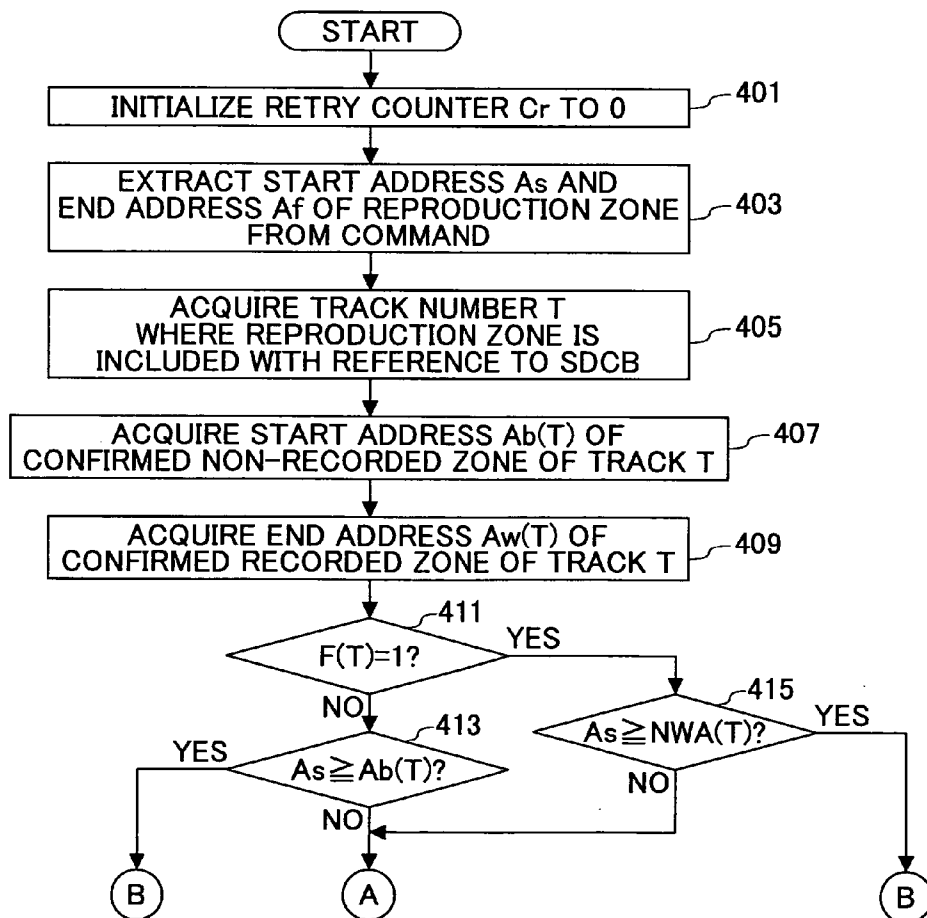 START
INITIALIZE RETRY COUNTER Cr TO 0
401
EXTRACT START ADDRESS As AND
END ADDRESS Af OF REPRODUCTION ZONE
FROM COMMAND
403
ACQUIRE TRACK NUMBER T
WHERE REPRODUCTION ZONE IS
INCLUDED WITH REFERENCE TO SDCB
405
ACQUIRE START ADDRESS Ab(T) OF
CONFIRMED NON-RECORDED ZONE OF TRACK T
407
ACQUIRE END ADDRESS Aw(T) OF
CONFIRMED RECORDED ZONE OF TRACK T
409
411
F(T)=1?
YES
NO
415
As≧NWA(T)?
YES
NO
413
YES
As≧Ab(T)?
NO
B
A
B